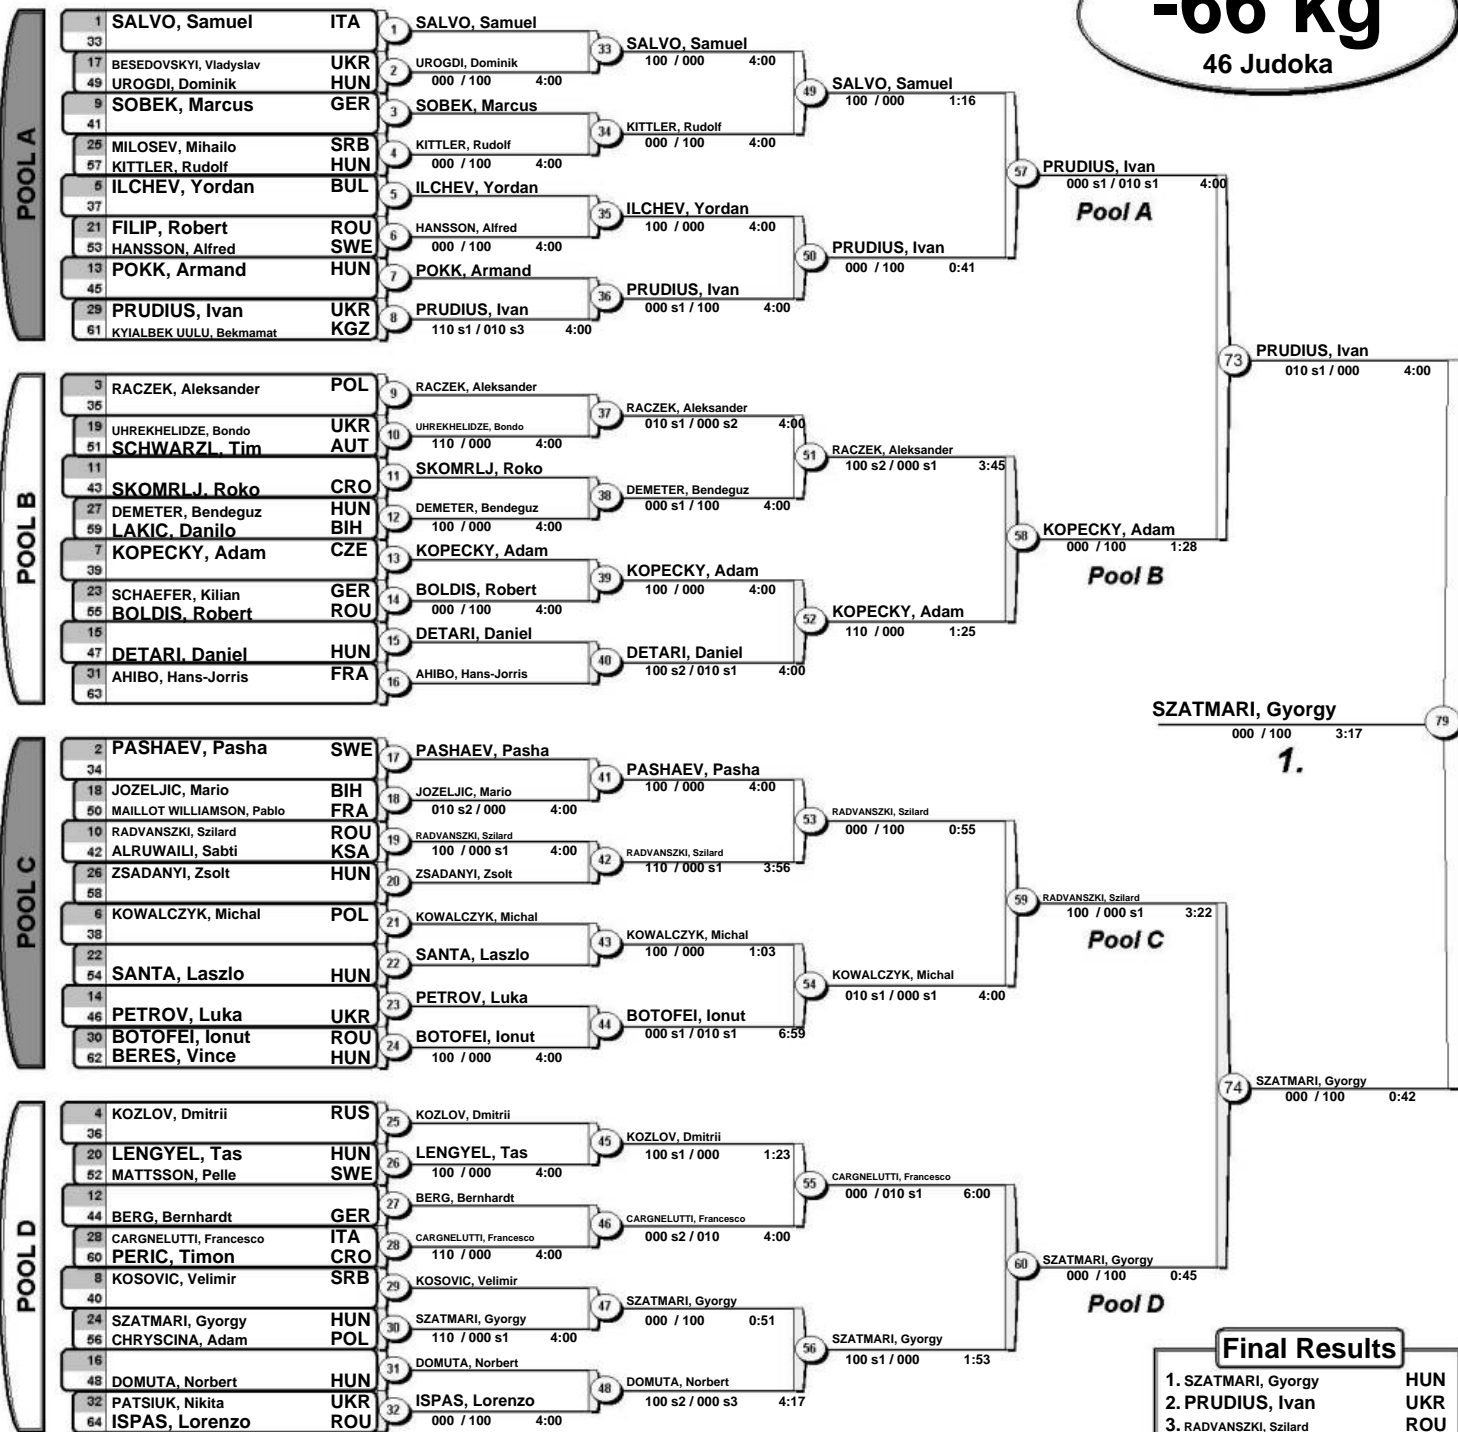 -66 kg
46 Judoka
POOL A
1 SALVO, Samuel ITA
33
17 BESEDOVSKYI, Vladyslav UKR
49 UROGDI, Dominik HUN
9 SOBEK, Marcus GER
41
25 MILOSEV, Mihailo SRB
57 KITTLER, Rudolf HUN
5 ILCHEV, Yordan BUL
37
21 FILIP, Robert ROU
53 HANSSON, Alfred SWE
13 POKK, Armand HUN
45
29 PRUDIUS, Ivan UKR
61 KYIALBEK UULU, Bekmamat KGZ
1 SALVO, Samuel
2 UROGDI, Dominik
000 / 100 4:00
3 SOBEK, Marcus
4 KITTLER, Rudolf
000 / 100 4:00
5 ILCHEV, Yordan
6 HANSSON, Alfred
000 / 100 4:00
7 POKK, Armand
8 PRUDIUS, Ivan
110 s1 / 010 s3 4:00
33 SALVO, Samuel
100 / 000 4:00
34 KITTLER, Rudolf
000 / 100 4:00
35 ILCHEV, Yordan
100 / 000 4:00
36 PRUDIUS, Ivan
000 s1 / 100 4:00
49 SALVO, Samuel
100 / 000 1:16
50 PRUDIUS, Ivan
000 / 100 0:41
57 PRUDIUS, Ivan
000 s1 / 010 s1 4:00
Pool A
POOL B
3 RACZEK, Aleksander POL
35
19 UHREKHELIDZE, Bondo UKR
51 SCHWARZL, Tim AUT
11
43 SKOMRLJ, Roko CRO
27 DEMETER, Bendeguz HUN
59 LAKIC, Danilo BIH
7 KOPECKY, Adam CZE
39
23 SCHAEFER, Kilian GER
55 BOLDIS, Robert ROU
15
47 DETARI, Daniel HUN
31 AHIBO, Hans-Jorris FRA
63
9 RACZEK, Aleksander
10 UHREKHELIDZE, Bondo
110 / 000 4:00
11 SKOMRLJ, Roko
12 DEMETER, Bendeguz
100 / 000 4:00
13 KOPECKY, Adam
14 BOLDIS, Robert
000 / 100 4:00
15 DETARI, Daniel
16 AHIBO, Hans-Jorris
37 RACZEK, Aleksander
010 s1 / 000 s2 4:00
38 DEMETER, Bendeguz
000 s1 / 100 4:00
39 KOPECKY, Adam
100 / 000 4:00
40 DETARI, Daniel
100 s2 / 010 s1 4:00
51 RACZEK, Aleksander
100 s2 / 000 s1 3:45
52 KOPECKY, Adam
110 / 000 1:25
58 KOPECKY, Adam
000 / 100 1:28
Pool B
73 PRUDIUS, Ivan
010 s1 / 000 4:00
SZATMARI, Gyorgy 79
000 / 100 3:17
1.
POOL C
2 PASHAEV, Pasha SWE
34
18 JOZELJIC, Mario BIH
50 MAILLOT WILLIAMSON, Pablo FRA
10 RADVANSZKI, Szilard ROU
42 ALRUWAILI, Sabti KSA
26 ZSADANYI, Zsolt HUN
58
6 KOWALCZYK, Michal POL
38
22
54 SANTA, Laszlo HUN
14
46 PETROV, Luka UKR
30 BOTOFEI, Ionut ROU
62 BERES, Vince HUN
17 PASHAEV, Pasha
18 JOZELJIC, Mario
010 s2 / 000 4:00
19 RADVANSZKI, Szilard
100 / 000 s1 4:00
20 ZSADANYI, Zsolt
21 KOWALCZYK, Michal
22 SANTA, Laszlo
23 PETROV, Luka
24 BOTOFEI, Ionut
100 / 000 4:00
41 PASHAEV, Pasha
100 / 000 4:00
42 RADVANSZKI, Szilard
110 / 000 s1 3:56
43 KOWALCZYK, Michal
100 / 000 1:03
44 BOTOFEI, Ionut
000 s1 / 010 s1 6:59
53 RADVANSZKI, Szilard
000 / 100 0:55
54 KOWALCZYK, Michal
010 s1 / 000 s1 4:00
59 RADVANSZKI, Szilard
100 / 000 s1 3:22
Pool C
POOL D
4 KOZLOV, Dmitrii RUS
36
20 LENGYEL, Tas HUN
52 MATTSSON, Pelle SWE
12
44 BERG, Bernhardt GER
28 CARGNELUTTI, Francesco ITA
60 PERIC, Timon CRO
8 KOSOVIC, Velimir SRB
40
24 SZATMARI, Gyorgy HUN
56 CHRYSCINA, Adam POL
16
48 DOMUTA, Norbert HUN
32 PATSIUK, Nikita UKR
64 ISPAS, Lorenzo ROU
25 KOZLOV, Dmitrii
26 LENGYEL, Tas
100 / 000 4:00
27 BERG, Bernhardt
28 CARGNELUTTI, Francesco
110 / 000 4:00
29 KOSOVIC, Velimir
30 SZATMARI, Gyorgy
110 / 000 s1 4:00
31 DOMUTA, Norbert
32 ISPAS, Lorenzo
000 / 100 4:00
45 KOZLOV, Dmitrii
100 s1 / 000 1:23
46 CARGNELUTTI, Francesco
000 s2 / 010 4:00
47 SZATMARI, Gyorgy
000 / 100 0:51
48 DOMUTA, Norbert
100 s2 / 000 s3 4:17
55 CARGNELUTTI, Francesco
000 / 010 s1 6:00
56 SZATMARI, Gyorgy
100 s1 / 000 1:53
60 SZATMARI, Gyorgy
000 / 100 0:45
Pool D
74 SZATMARI, Gyorgy
000 / 100 0:42
Final Results
1. SZATMARI, Gyorgy HUN
2. PRUDIUS, Ivan UKR
3. RADVANSZKI, Szilard ROU